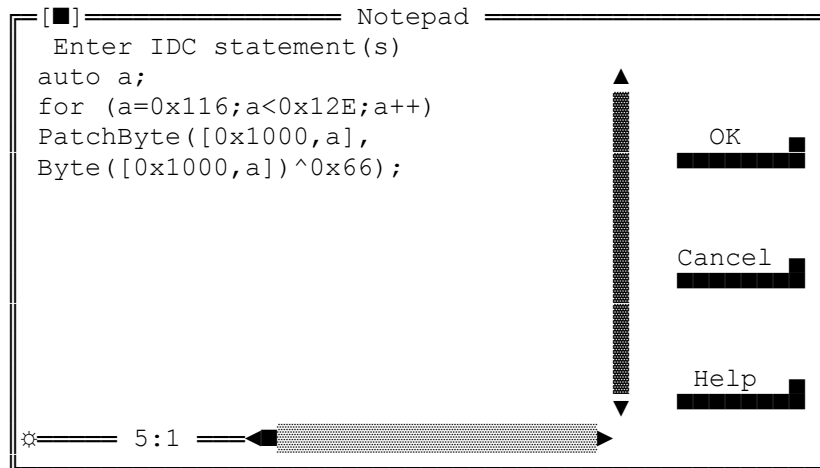 [■] Notepad
Enter IDC statement(s)
auto a;
for (a=0x116;a<0x12E;a++)
PatchByte([0x1000,a],
Byte([0x1000,a])^0x66);
OK
Cancel
Help
5:1